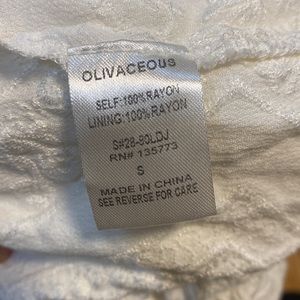 OLIVACEOUS
SELF:100%RAYON
LINING:100%RAYON
S#28-90LDJ
RN# 135773
S
MADE IN CHINA
SEE REVERSE FOR CARE